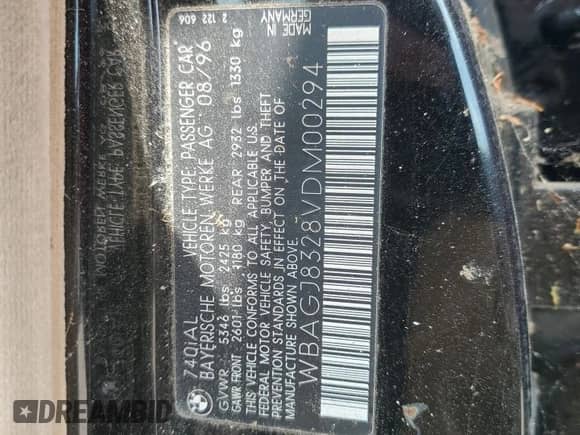 740iAL VEHICLE TYPE: PASSENGER CAR 2 122 606
BAYERISCHE MOTOREN WERKE AG 08/96
GVWR 5346 lbs 2425 kg
GAWR FRONT 2601 lbs 1180 kg REAR 2932 lbs 1330 kg
THIS VEHICLE CONFORMS TO ALL APPLICABLE U.S.
FEDERAL MOTOR VEHICLE SAFETY, BUMPER AND THEFT
PREVENTION STANDARDS IN EFFECT ON THE DATE OF
MANUFACTURE SHOWN ABOVE.
WBAGJ8328VDM00294
MADE IN
GERMANY
DREAMBID